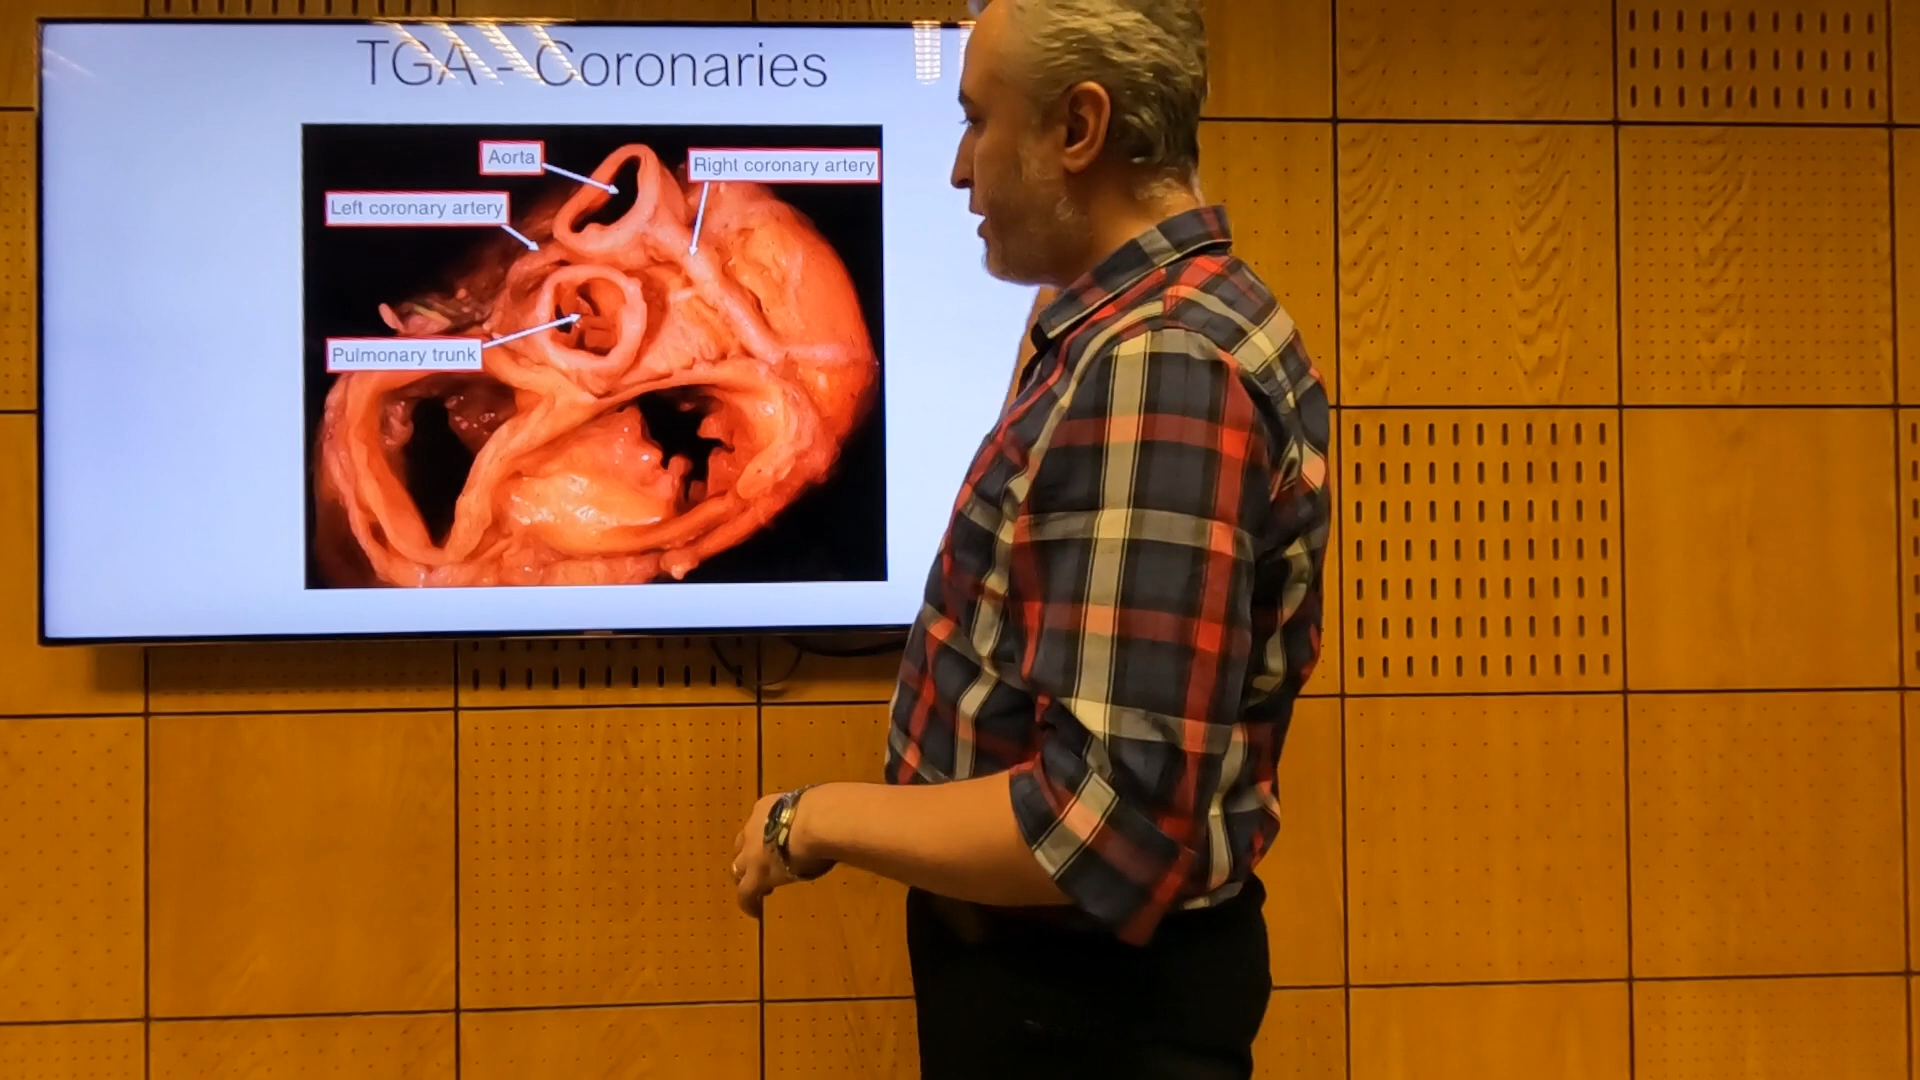 TGA - Coronaries
Aorta
Right coronary artery
Left coronary artery
Pulmonary trunk